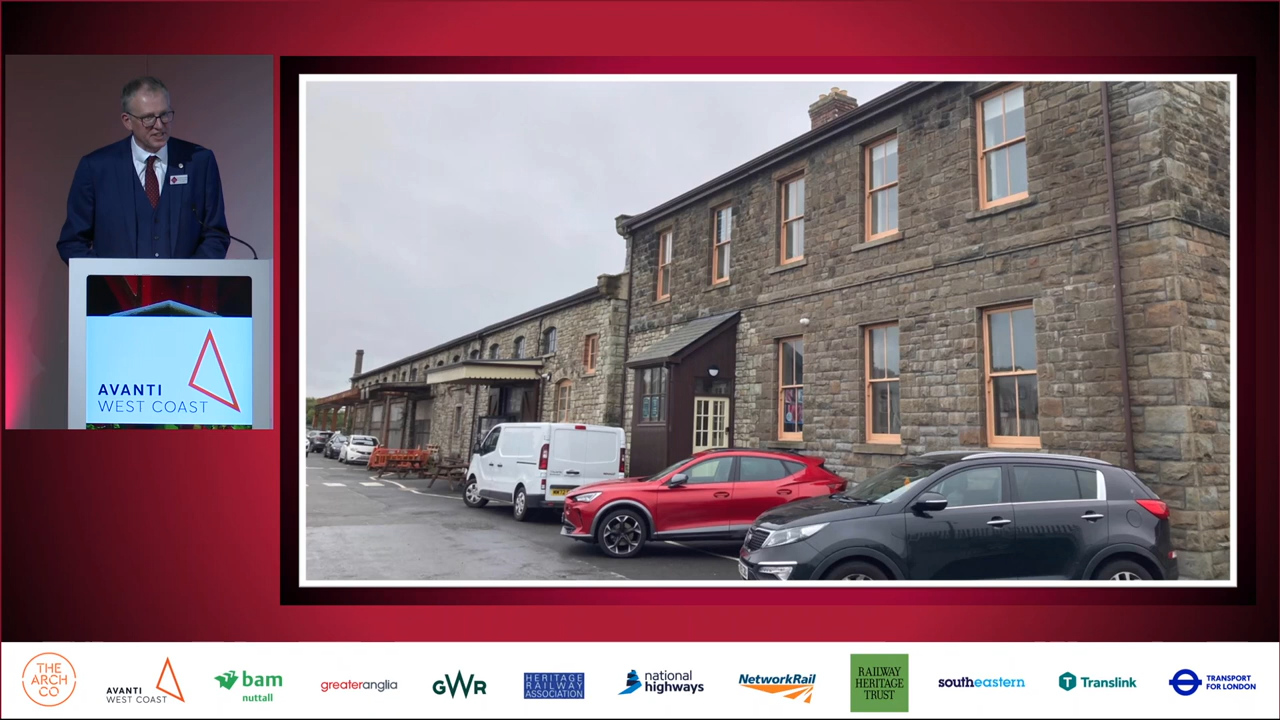 AVANTI
WEST COAST
THE
ARCH
CO
AVANTI
WEST COAST
bam
nuttall
greateranglia
GWR
HERITAGE
RAILWAY
ASSOCIATION
national
highways
NetworkRail
RAILWAY
HERITAGE
TRUST
southeastern
Translink
TRANSPORT
FOR LONDON